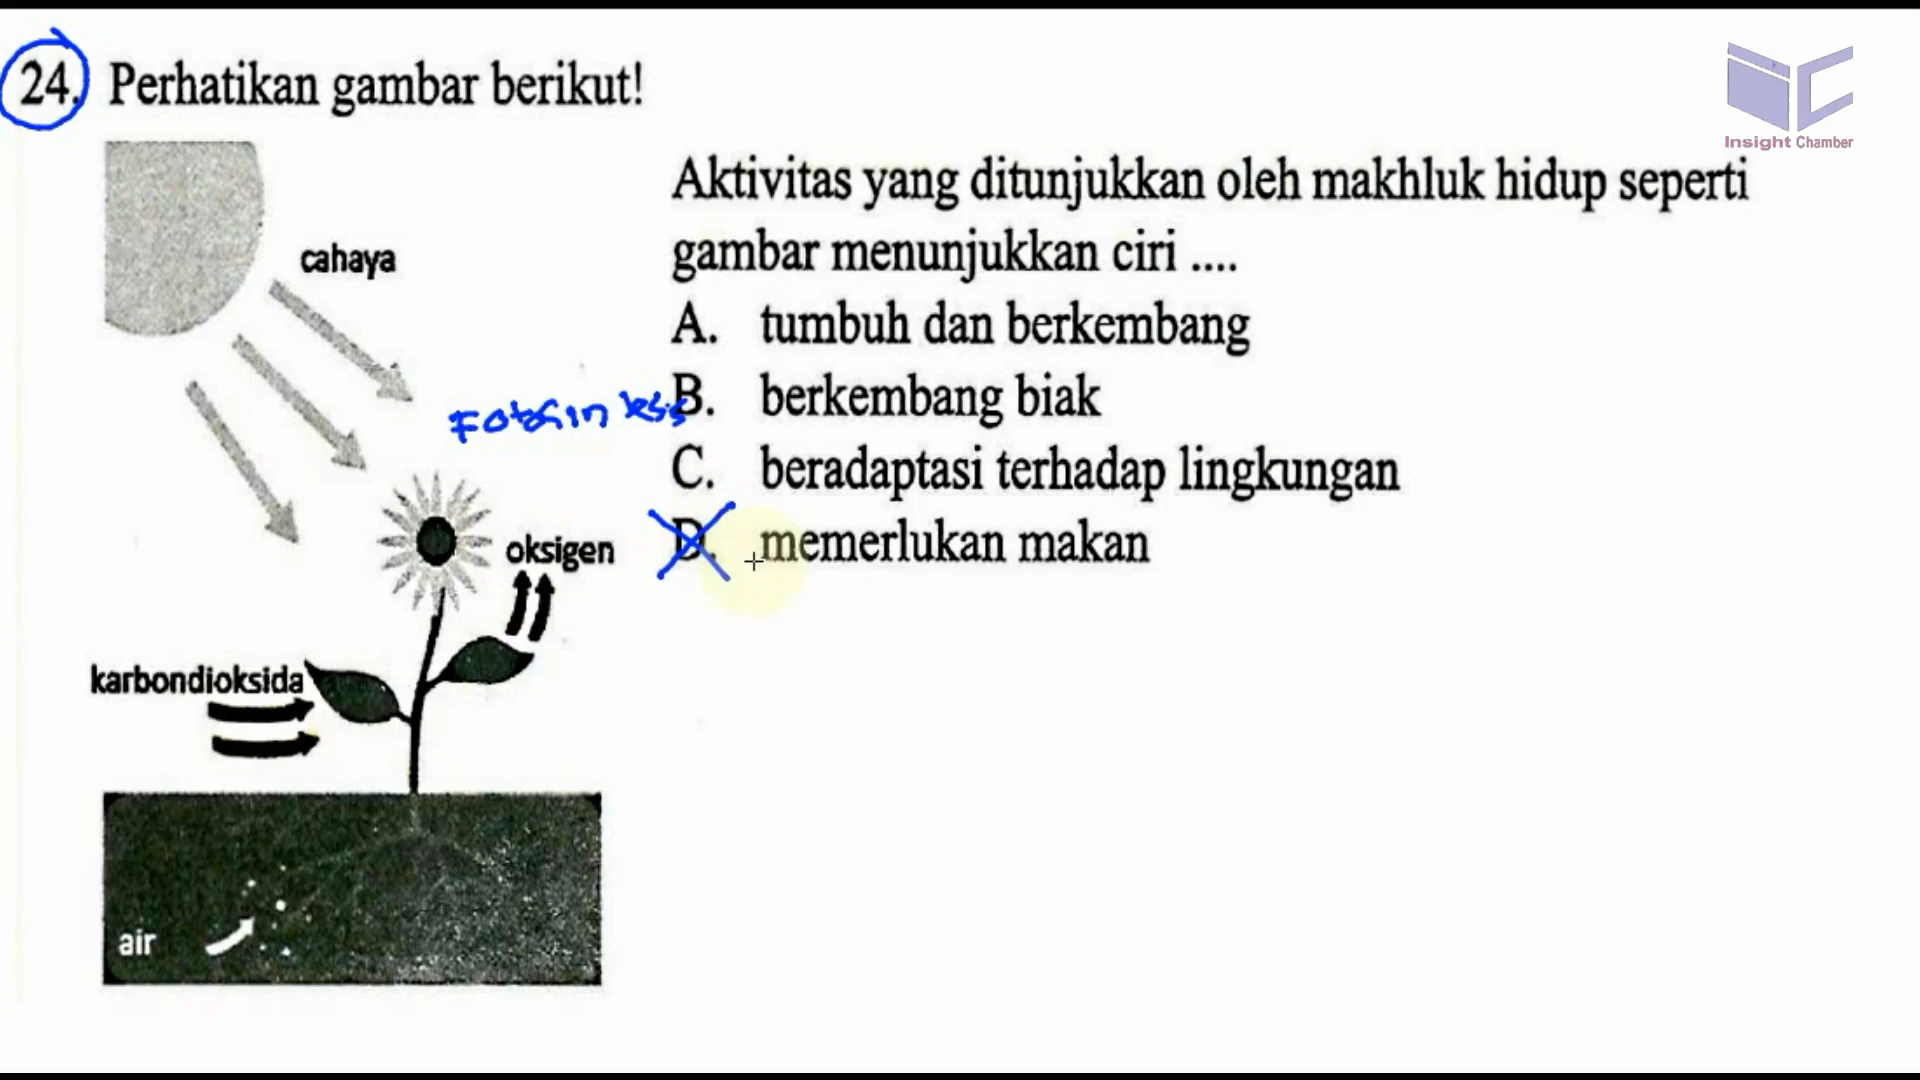 24. Perhatikan gambar berikut!
Insight Chamber
cahaya
Aktivitas yang ditunjukkan oleh makhluk hidup seperti
gambar menunjukkan ciri ....
A. tumbuh dan berkembang
B. berkembang biak
C. beradaptasi terhadap lingkungan
D. memerlukan makan
Fotosintesis
oksigen
karbondioksida
air